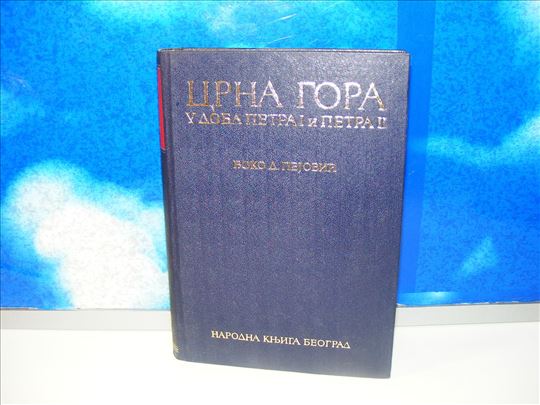 ЦРНА ГОРА
У ДОБА ПЕТРА I И ПЕТРА II
ЂОКО Д. ПЕЈОВИЋ
НАРОДНА КЊИГА БЕОГРАД